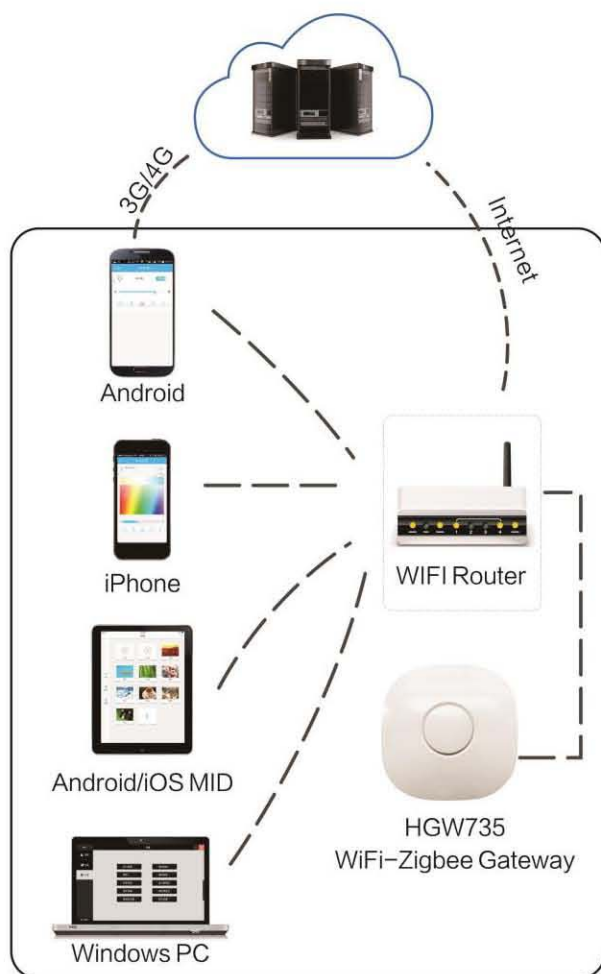 3G/4G
Internet
Android
iPhone
WIFI Router
Android/iOS MID
HGW735
WiFi-Zigbee Gateway
Windows PC